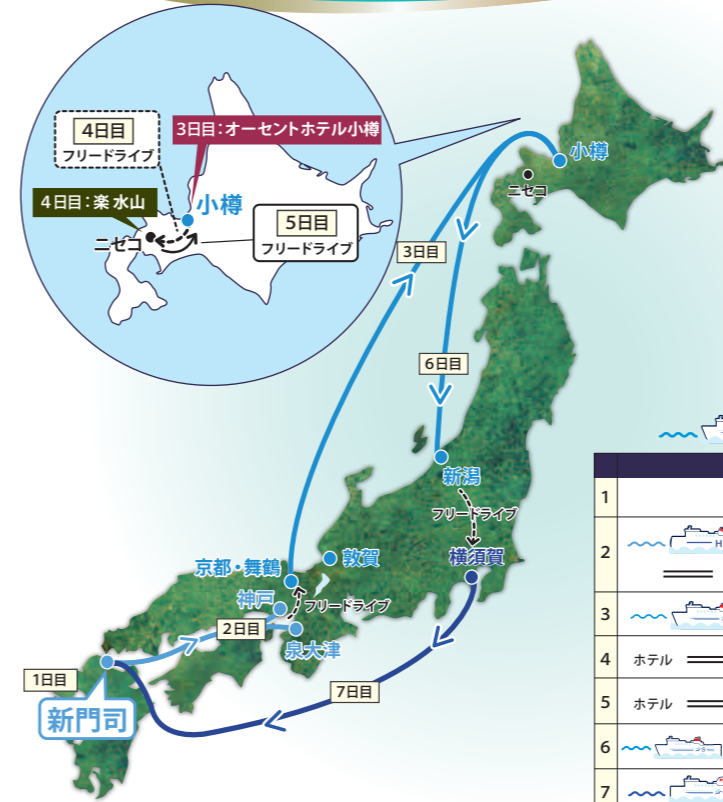 4日目
フリードライブ
3日目:オーセントホテル小樽
4日目:楽 水山
小樽
ニセコ
5日目
フリードライブ
小樽
ニセコ
3日目
6日目
新潟
フリードライブ
横須賀
敦賀
京都・舞鶴
神戸
フリードライブ
2日目
泉大津
1日目
新門司
7日目
1
2
3
4 ホテル
5 ホテル
6
7